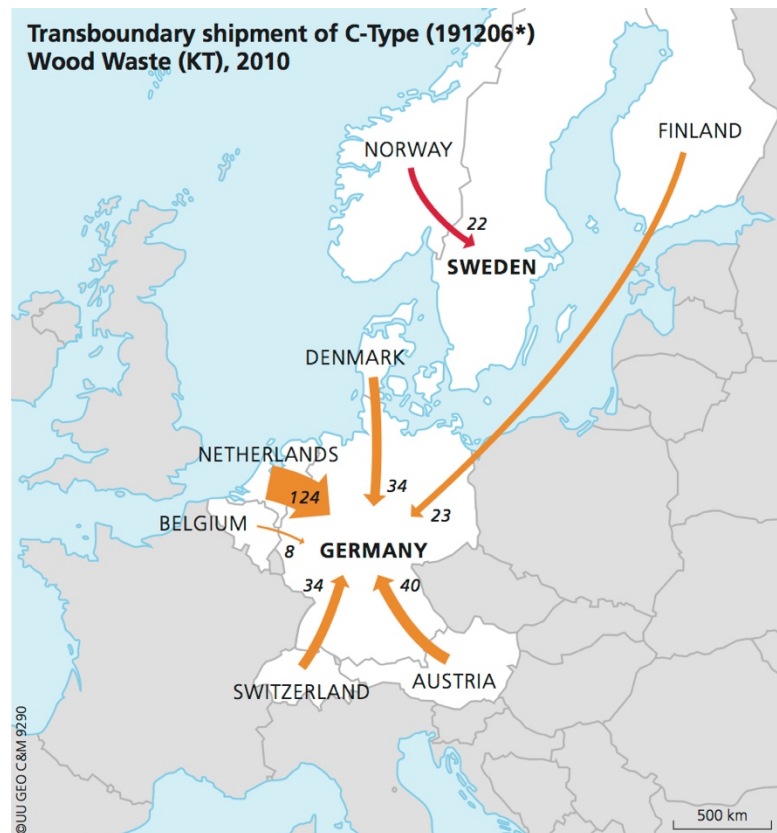 Transboundary shipment of C-Type (191206*)
Wood Waste (KT), 2010
FINLAND
NORWAY
22
SWEDEN
DENMARK
NETHERLANDS
124
34
23
BELGIUM
8
GERMANY
34
40
SWITZERLAND
AUSTRIA
500 km
©UU GEO C&M 9290